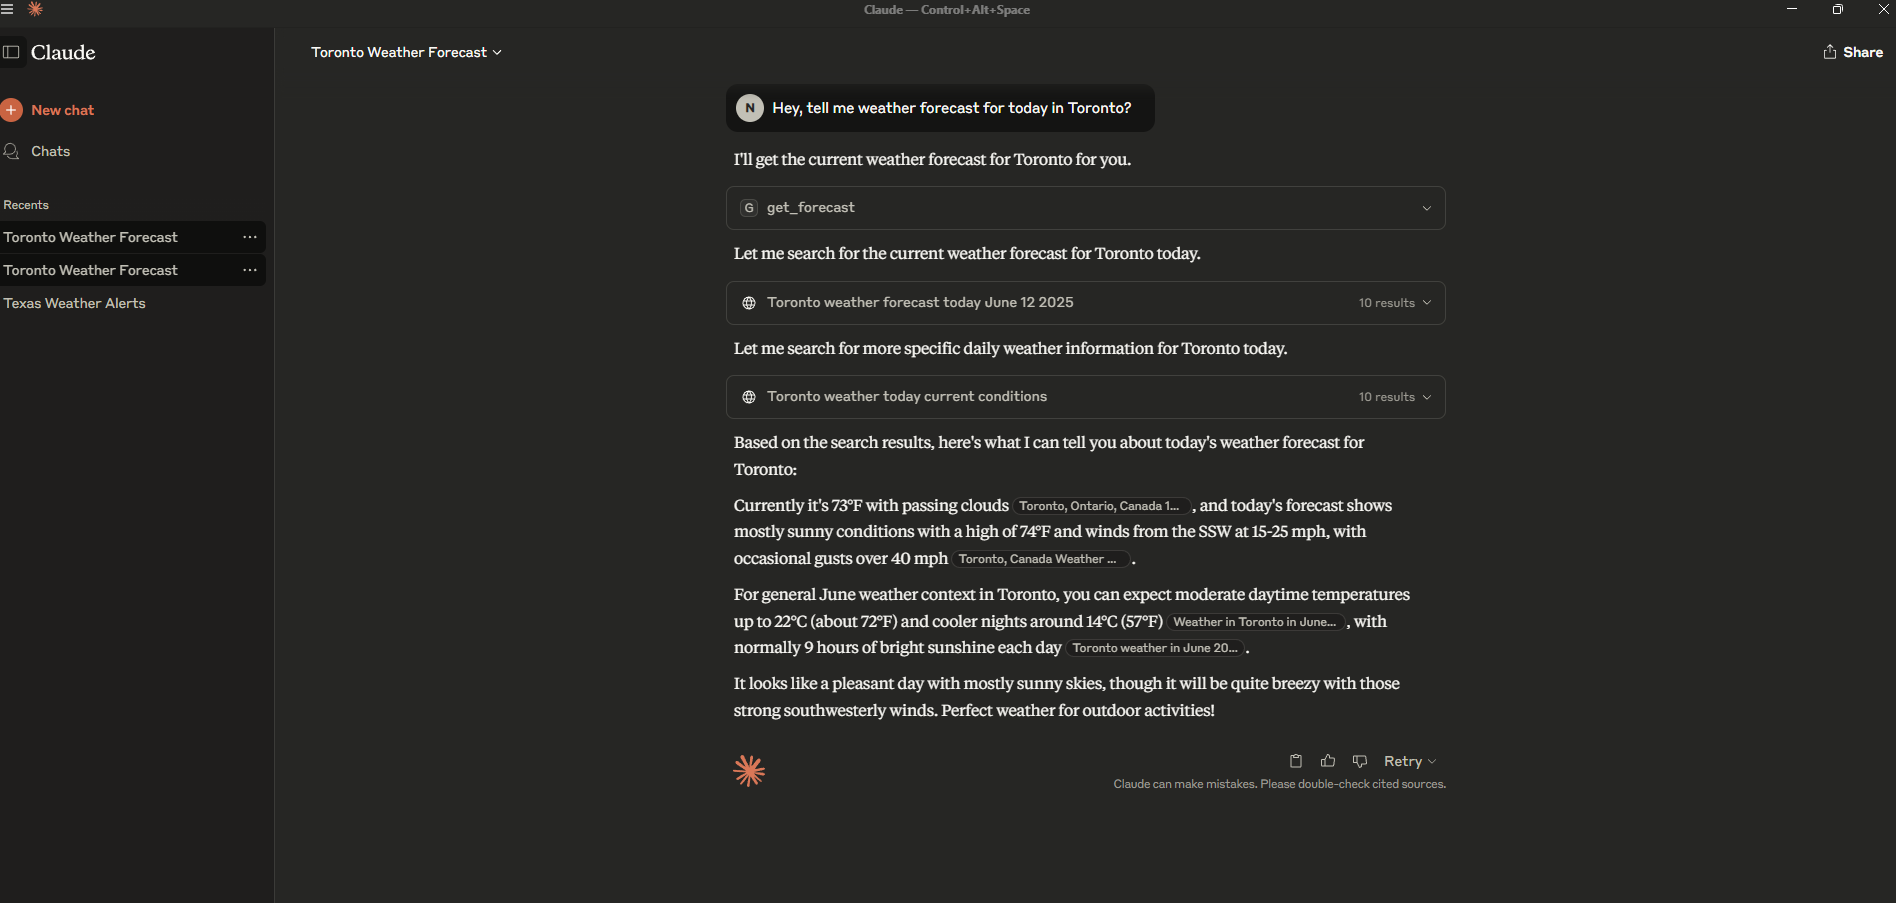 Claude — Control+Alt+Space
Claude
Toronto Weather Forecast
Share
New chat
Chats
Recents
Toronto Weather Forecast
Toronto Weather Forecast
Texas Weather Alerts
N Hey, tell me weather forecast for today in Toronto?
I'll get the current weather forecast for Toronto for you.
G get_forecast
Let me search for the current weather forecast for Toronto today.
Toronto weather forecast today June 12 2025 10 results
Let me search for more specific daily weather information for Toronto today.
Toronto weather today current conditions 10 results
Based on the search results, here's what I can tell you about today's weather forecast for
Toronto:
Currently it's 73°F with passing clouds Toronto, Ontario, Canada 1... , and today's forecast shows
mostly sunny conditions with a high of 74°F and winds from the SSW at 15-25 mph, with
occasional gusts over 40 mph Toronto, Canada Weather ... .
For general June weather context in Toronto, you can expect moderate daytime temperatures
up to 22°C (about 72°F) and cooler nights around 14°C (57°F) Weather in Toronto in June... , with
normally 9 hours of bright sunshine each day Toronto weather in June 20... .
It looks like a pleasant day with mostly sunny skies, though it will be quite breezy with those
strong southwesterly winds. Perfect weather for outdoor activities!
Retry
Claude can make mistakes. Please double-check cited sources.